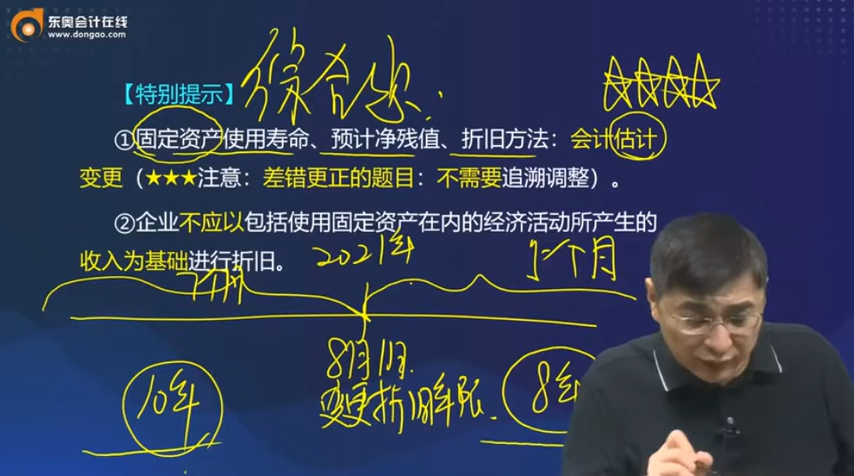 东奥会计在线
www.dongao.com
综合题：
【特别提示】
①固定资产使用寿命、预计净残值、折旧方法：会计估计
变更（★★★注意：差错更正的题目：不需要追溯调整）。
②企业不应以包括使用固定资产在内的经济活动所产生的
收入为基础进行折旧。
2021年
7个月
5个月
8月1日
变更折旧年限
10年
8年